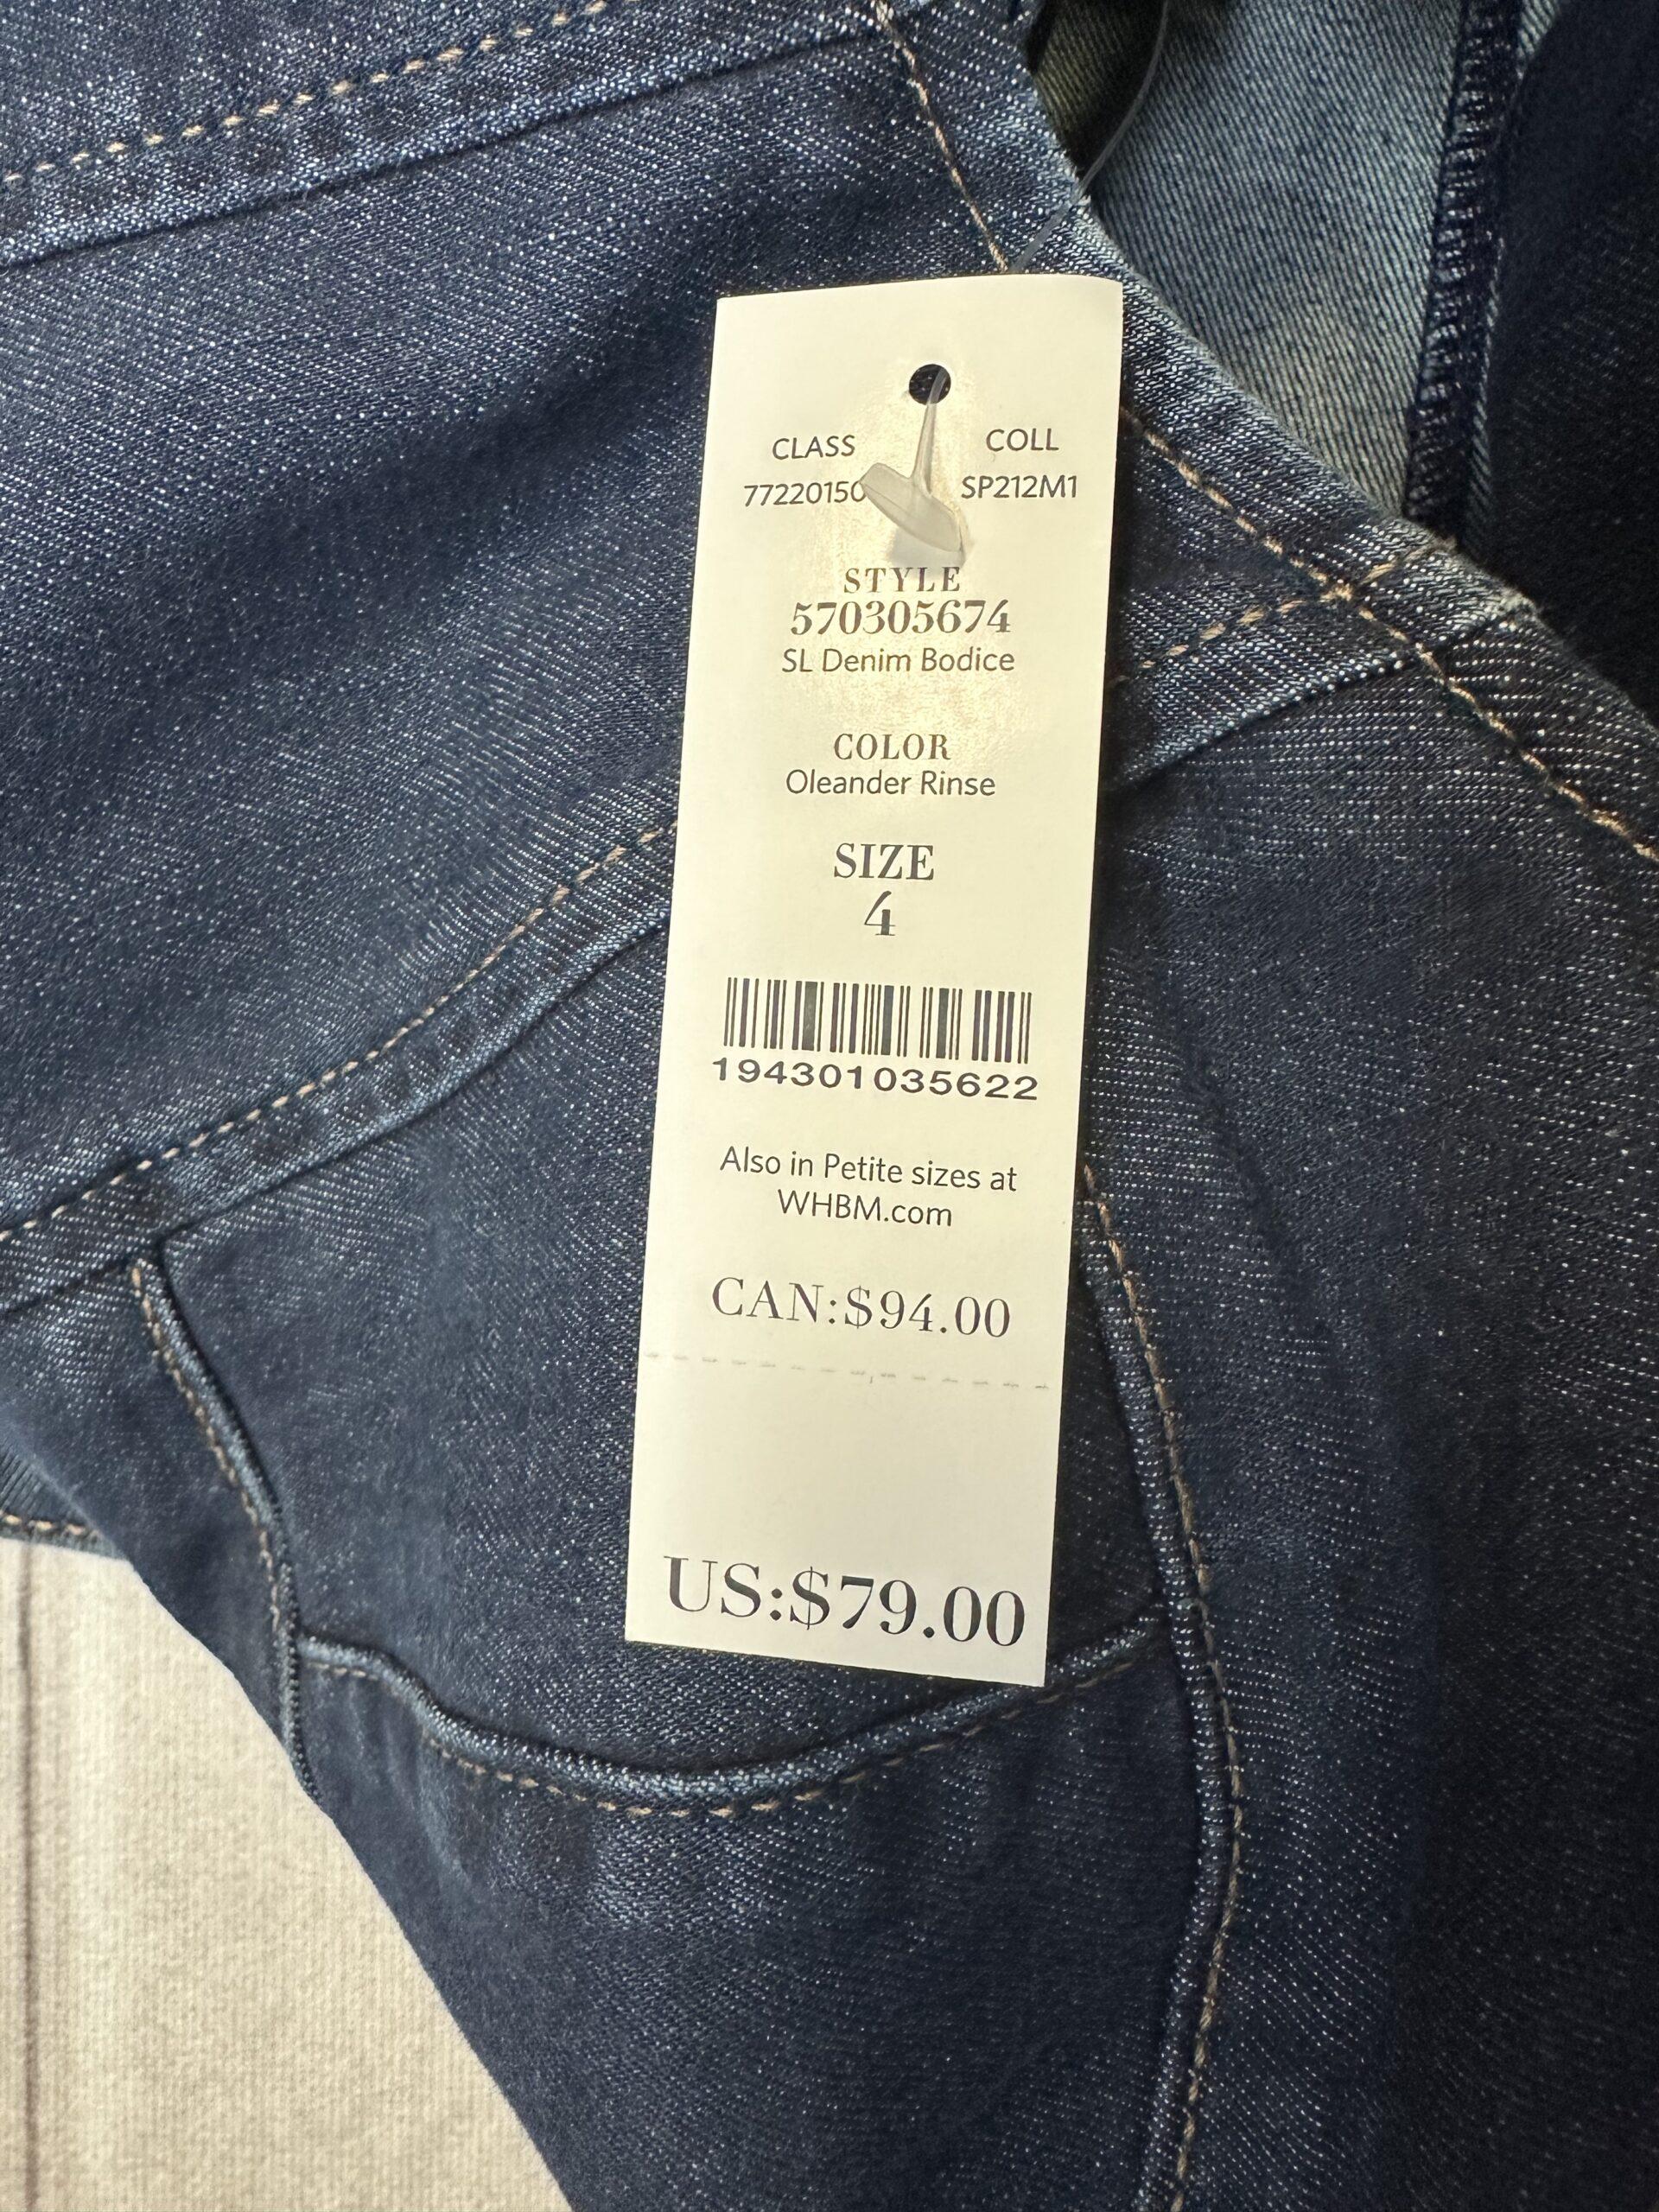 CLASS COLL
77220150 SP212M1
STYLE
570305674
SL Denim Bodice
COLOR
Oleander Rinse
SIZE
4
194301035622
Also in Petite sizes at
WHBM.com
CAN:$94.00
US:$79.00